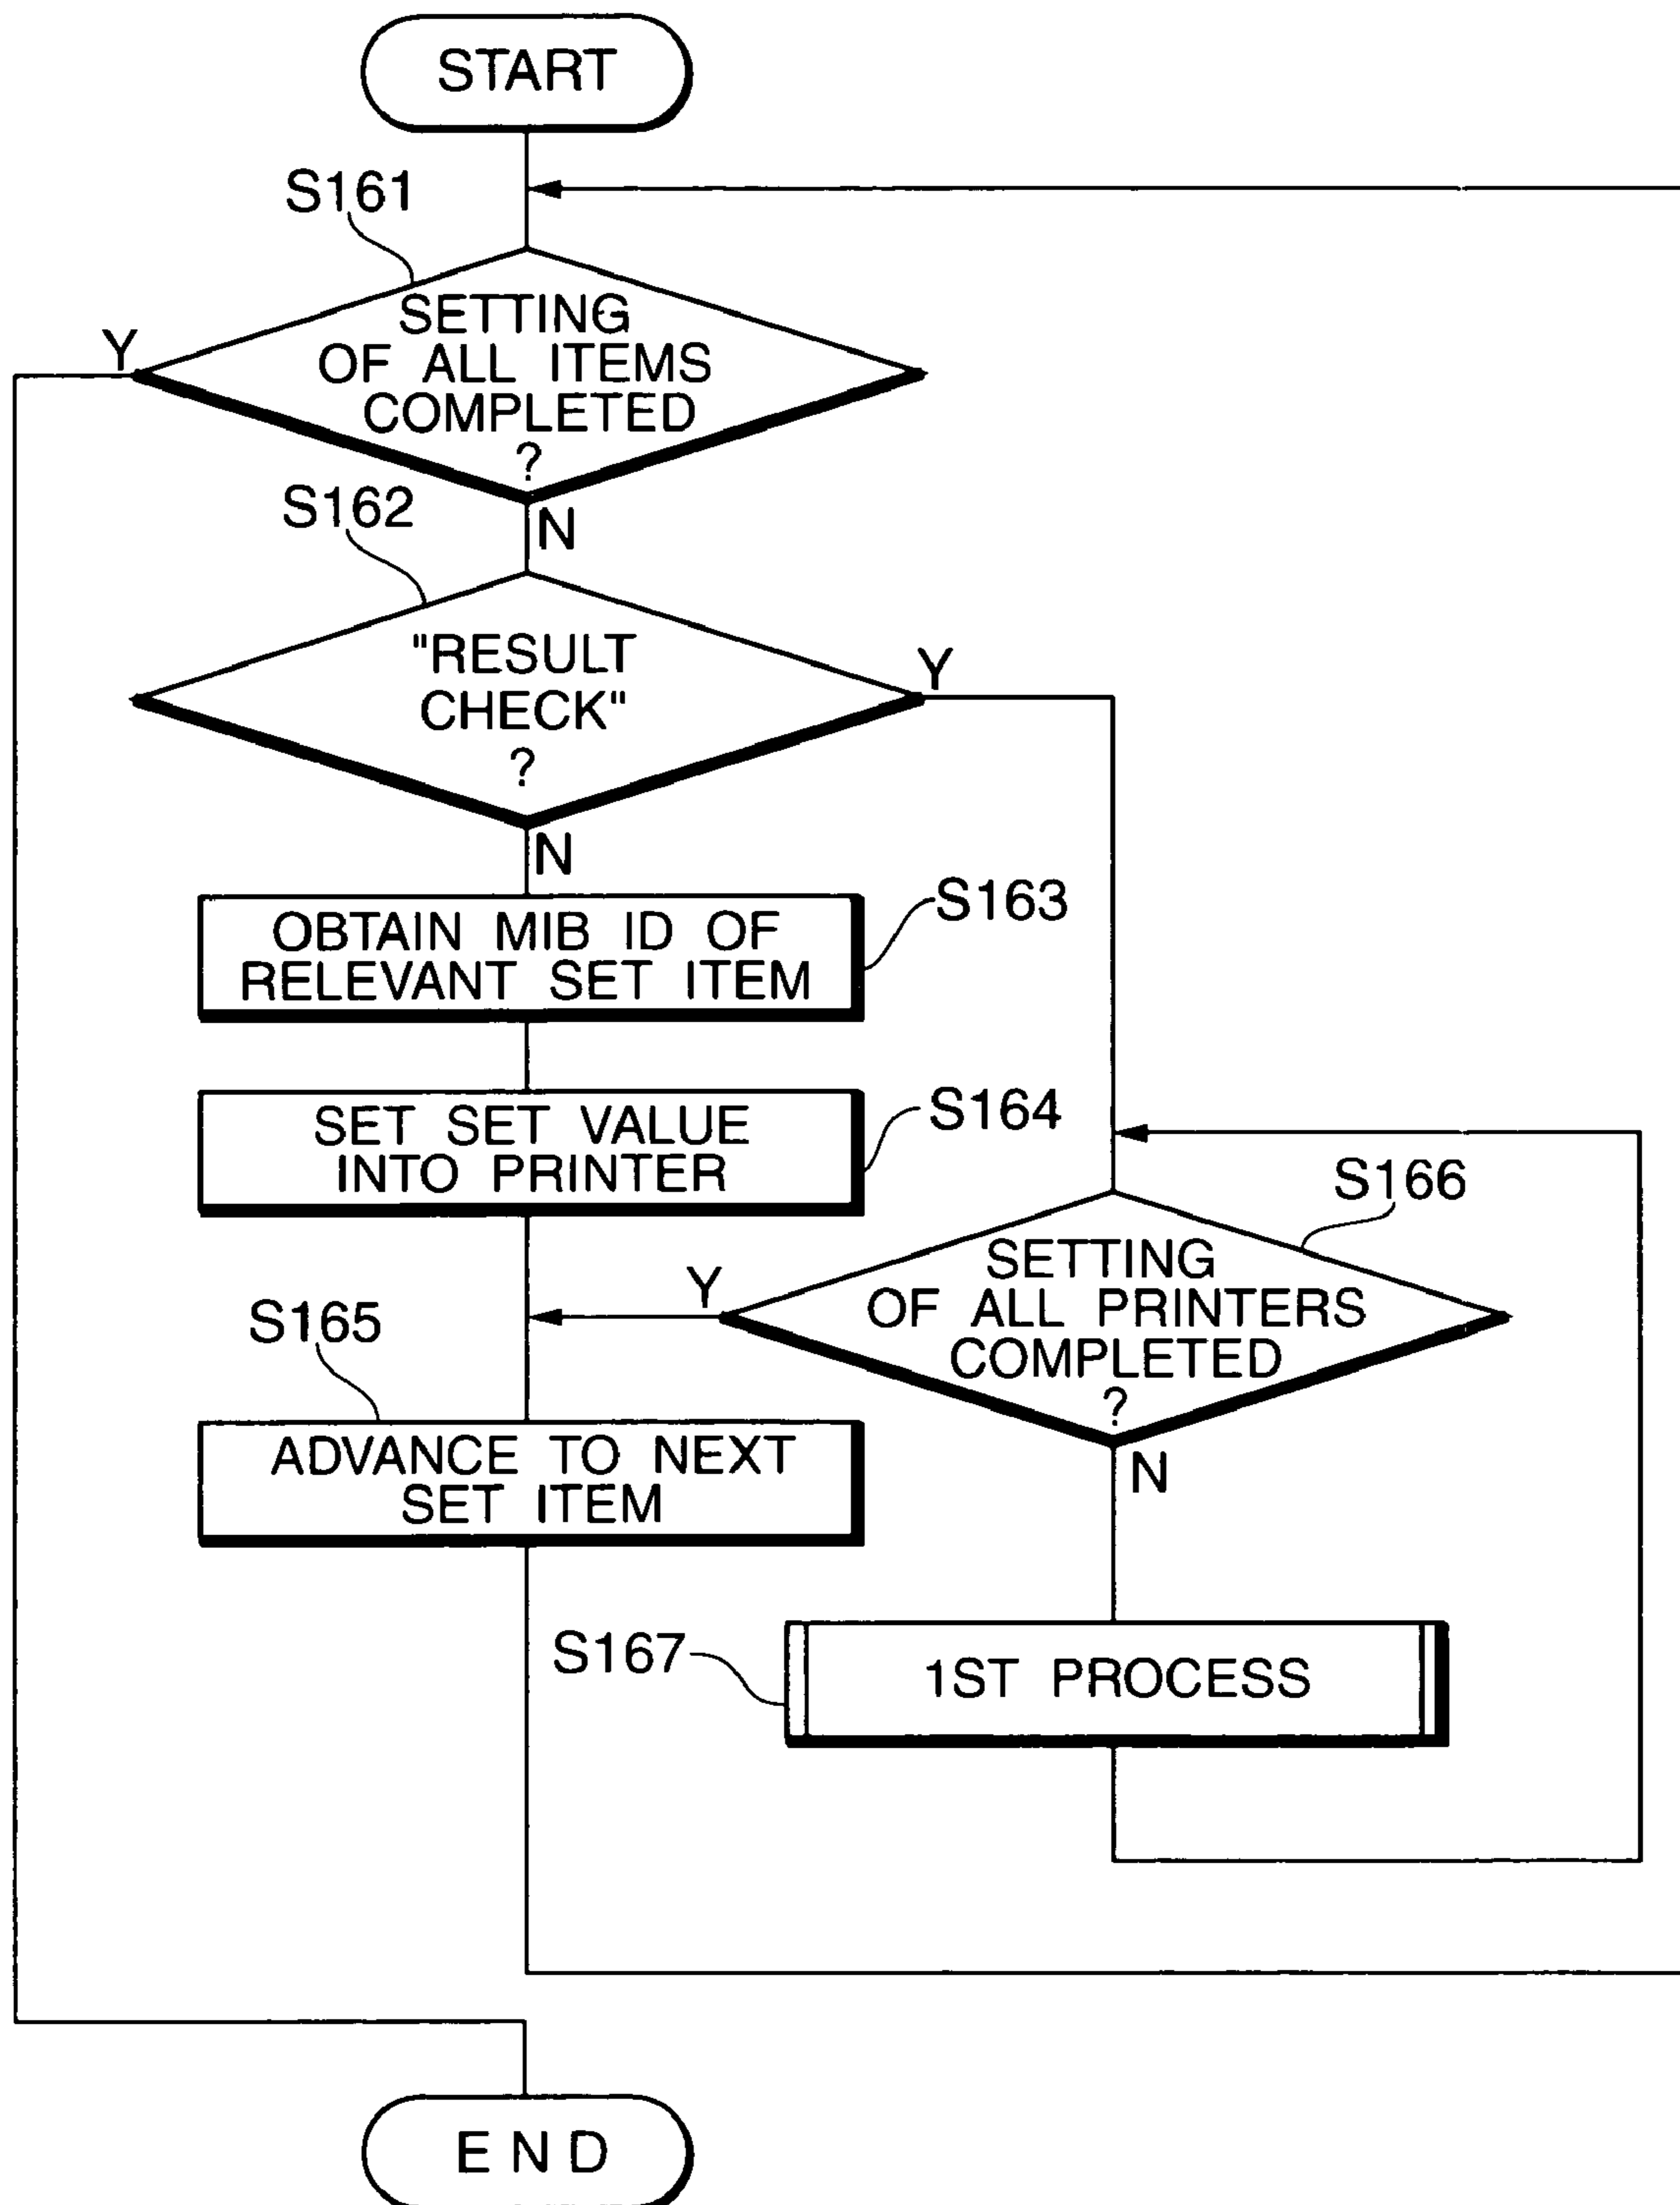 START
S161
SETTING
OF ALL ITEMS
COMPLETED
?
Y
N
S162
"RESULT
CHECK"
?
Y
N
OBTAIN MIB ID OF
RELEVANT SET ITEM
S163
SET SET VALUE
INTO PRINTER
S164
S166
SETTING
OF ALL PRINTERS
COMPLETED
?
Y
N
S165
ADVANCE TO NEXT
SET ITEM
S167
1ST PROCESS
END